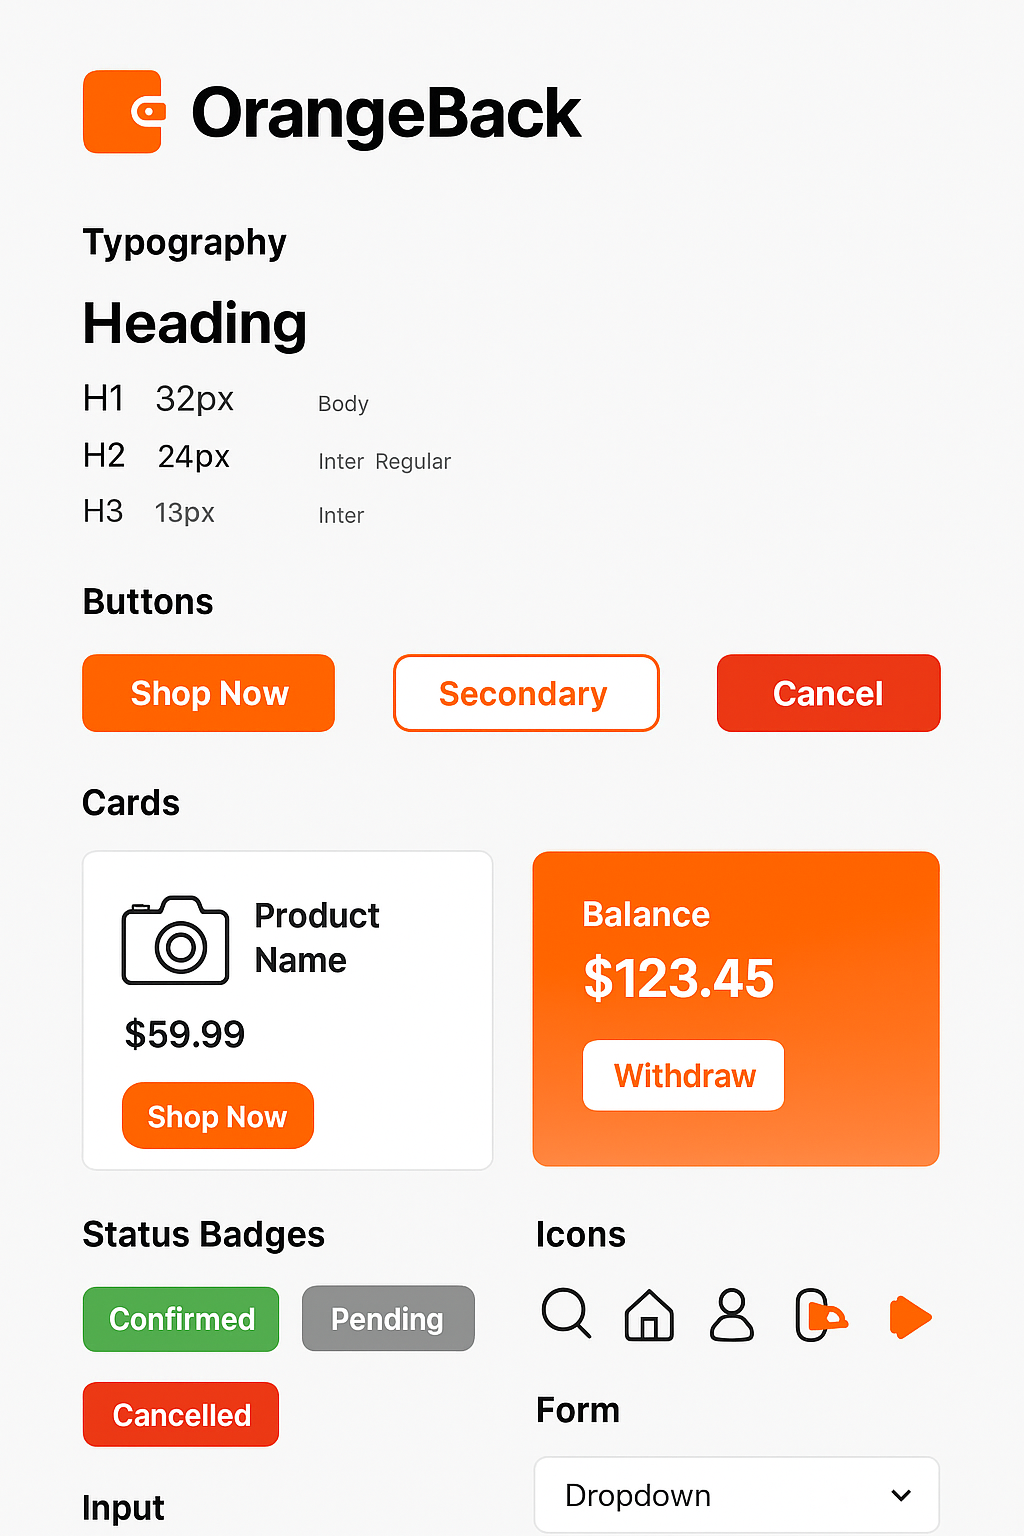 OrangeBack
Typography
Heading
H1 32px Body
H2 24px Inter Regular
H3 13px Inter
Buttons
Shop Now Secondary Cancel
Cards
Product
Name
$59.99
Shop Now
Balance
$123.45
Withdraw
Status Badges
Confirmed Pending
Cancelled
Icons
Form
Dropdown
Input